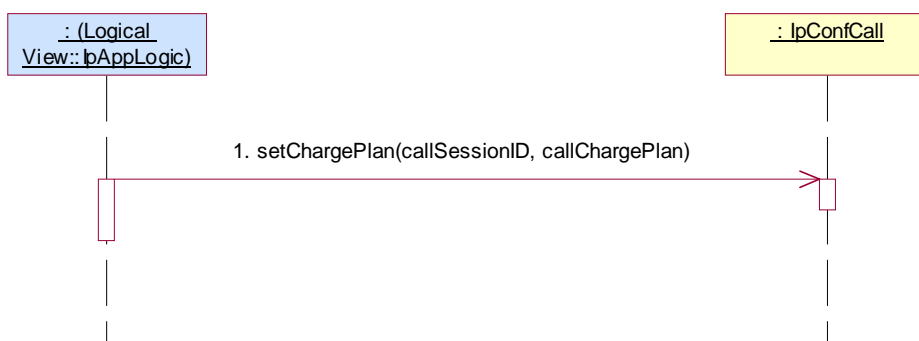 : (Logical
View::IpAppLogic)
: IpConfCall
1. setChargePlan(callSessionID, callChargePlan)